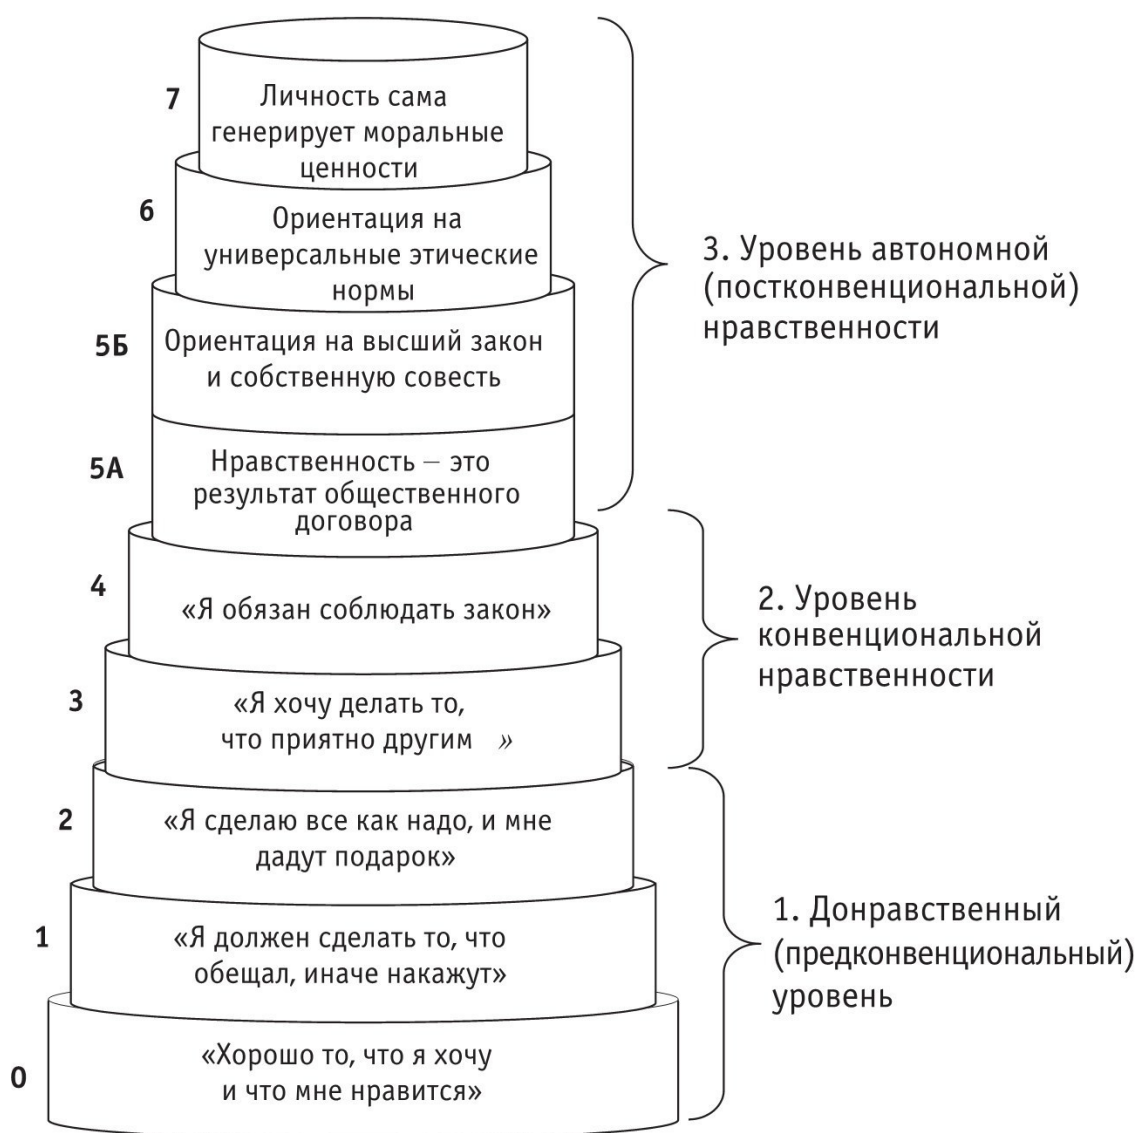 7
Личность сама
генерирует моральные
ценности
6
Ориентация на
универсальные этические
нормы
5Б
Ориентация на высший закон
и собственную совесть
5А
Нравственность – это
результат общественного
договора
3. Уровень автономной
(постконвенциональной)
нравственности
4
«Я обязан соблюдать закон»
3
«Я хочу делать то,
что приятно другим »
2. Уровень
конвенциональной
нравственности
2
«Я сделаю все как надо, и мне
дадут подарок»
1
«Я должен сделать то, что
обещал, иначе накажут»
0
«Хорошо то, что я хочу
и что мне нравится»
1. Донравственный
(предконвенциональный)
уровень